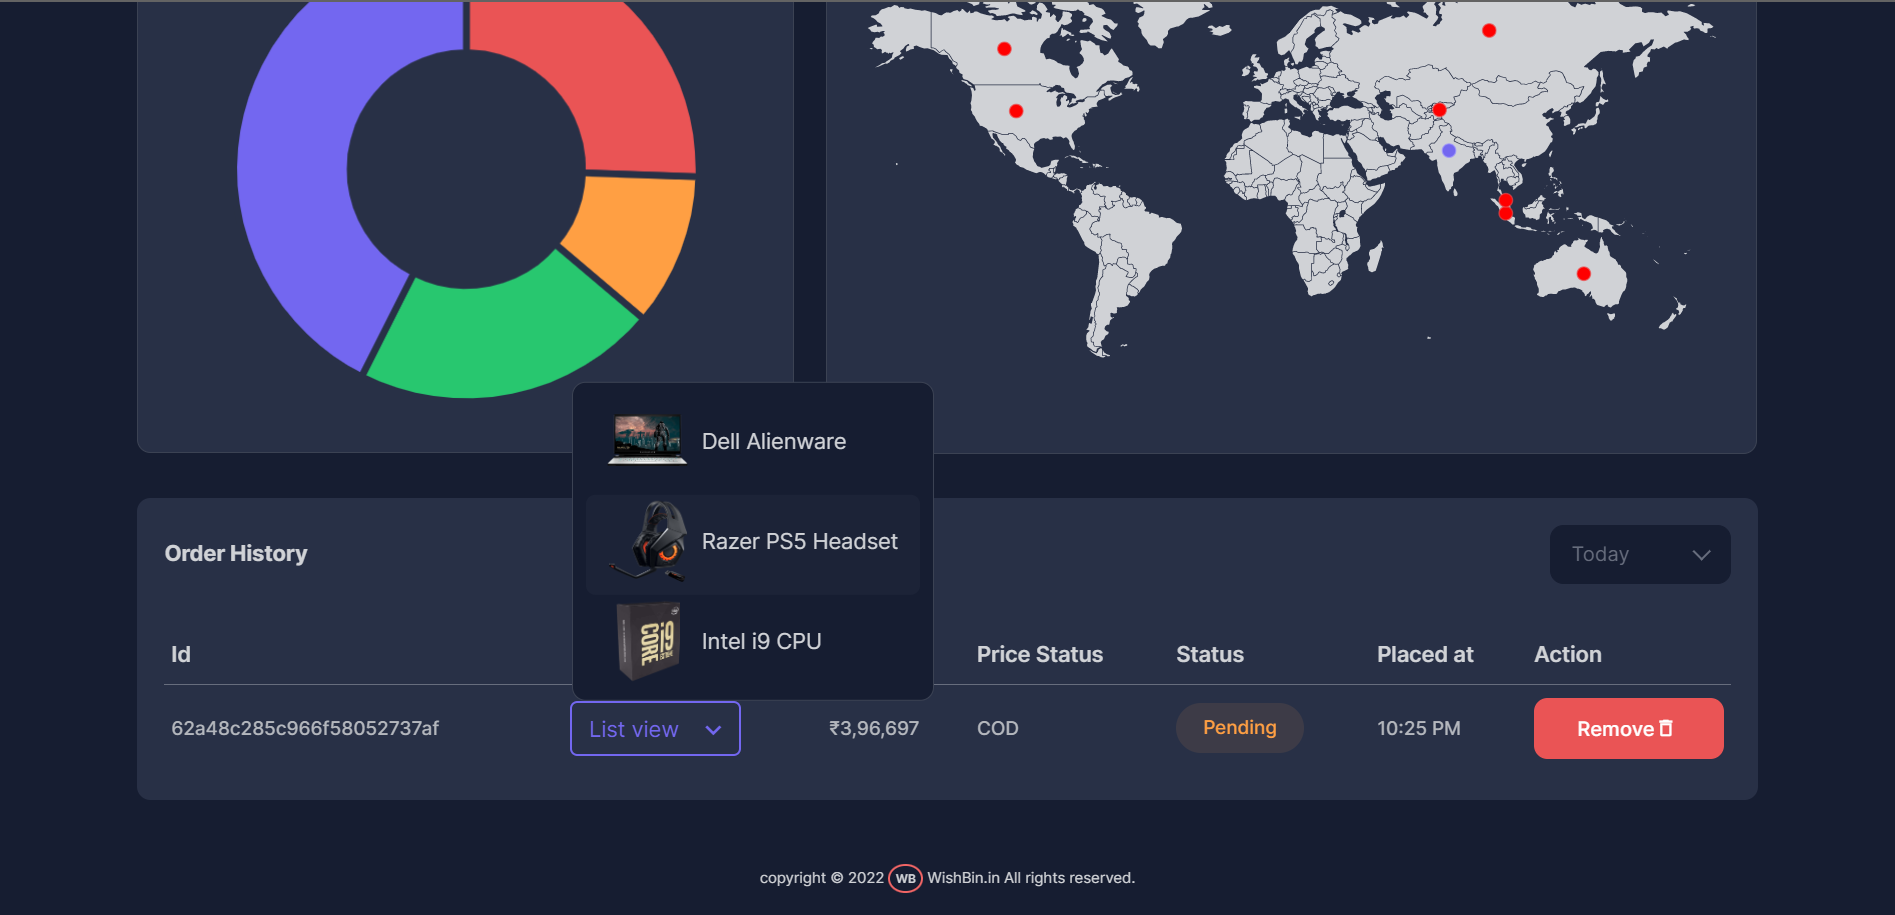 Dell Alienware
Razer PS5 Headset
CORE i9
Intel i9 CPU
Order History
Today
Id
Price Status
Status
Placed at
Action
62a48c285c966f58052737af
List view
₹3,96,697
COD
Pending
10:25 PM
Remove
copyright © 2022 WB WishBin.in All rights reserved.